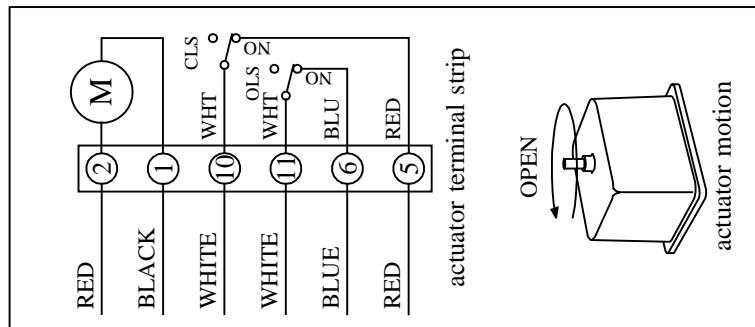 RED 2 M
BLACK 1
CLS
WHITE 10 WHT
ON
OLS
WHITE 11 WHT
ON
BLUE 6 BLU
RED 5 RED
actuator terminal strip
OPEN
actuator motion